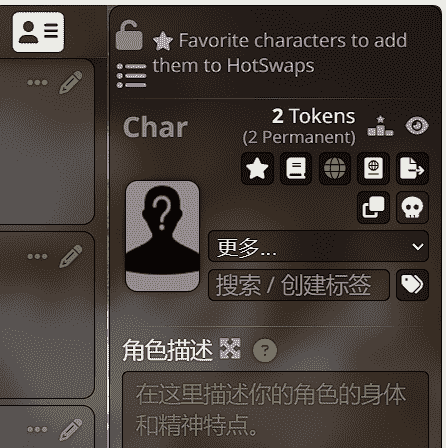 Favorite characters to add
them to HotSwaps
Char
2 Tokens
(2 Permanent)
更多...
搜索 / 创建标签
角色描述
在这里描述你的角色的身体
和精神特点。